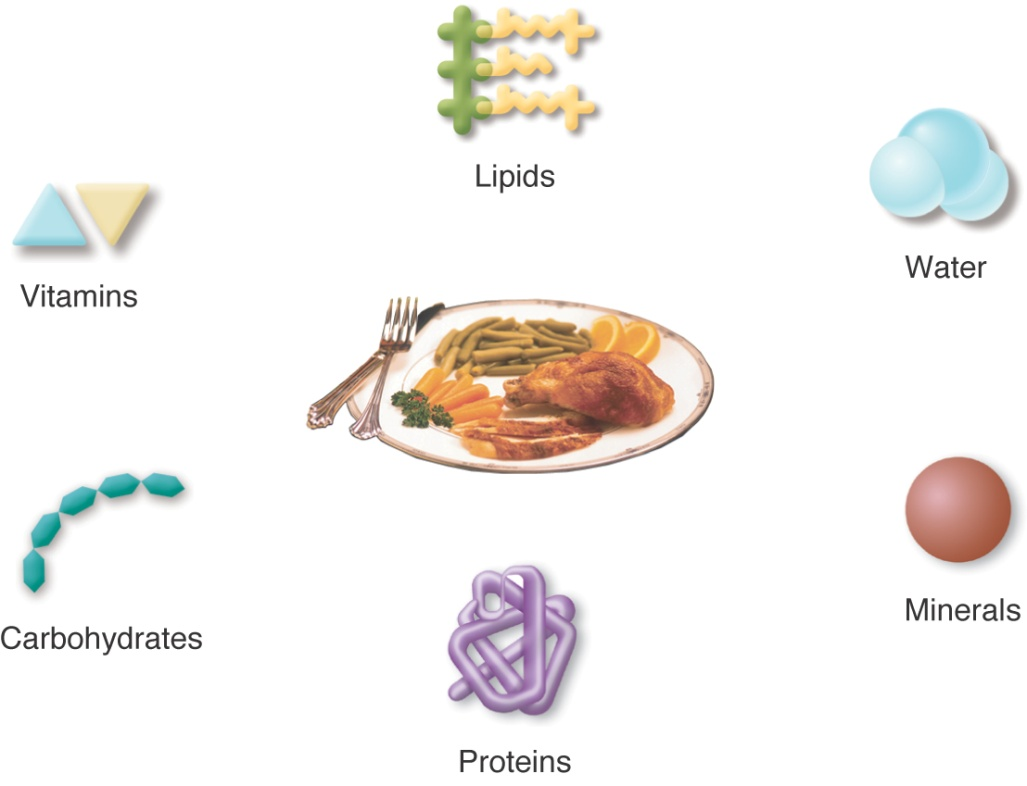 Lipids
Water
Vitamins
Minerals
Carbohydrates
Proteins